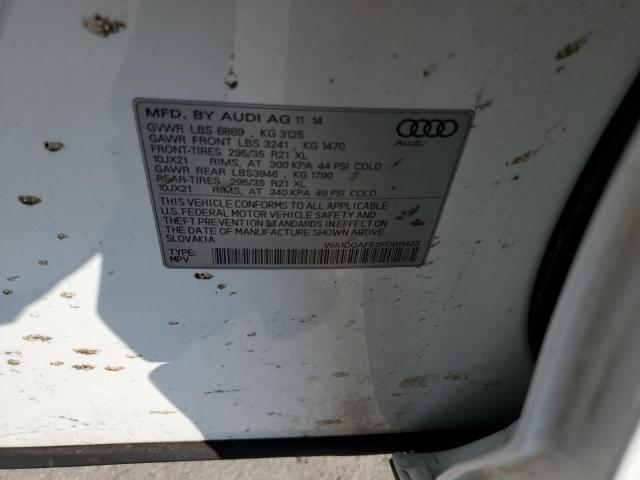 MFD. BY AUDI AG 11 14
GVWR LBS 6889 , KG 3125
GAWR FRONT LBS 3241 , KG 1470
FRONT-TIRES 295/35 R21 XL
10JX21 RIMS, AT 300 KPA 44 PSI COLD
GAWR REAR LBS3946 , KG 1790
REAR-TIRES 295/35 R21 XL
10JX21 RIMS, AT 340 KPA 49 PSI COLD
Audi
THIS VEHICLE CONFORMS TO ALL APPLICABLE
U.S. FEDERAL MOTOR VEHICLE SAFETY AND
THEFT PREVENTION STANDARDS IN EFFECT ON
THE DATE OF MANUFACTURE SHOWN ABOVE.
SLOVAKIA
WA1DGAFE2FD011423
TYPE:
MPV